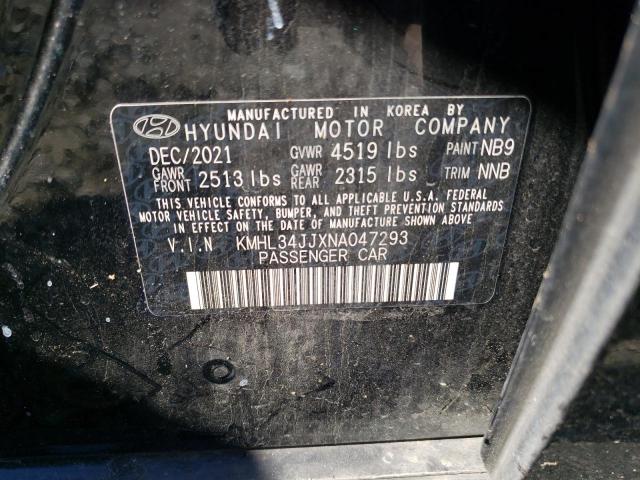 MANUFACTURED IN KOREA BY
HYUNDAI MOTOR COMPANY
DEC/2021 GVWR 4519 lbs PAINT NB9
GAWR FRONT 2513 lbs GAWR REAR 2315 lbs TRIM NNB
THIS VEHICLE CONFORMS TO ALL APPLICABLE U.S.A. FEDERAL
MOTOR VEHICLE SAFETY, BUMPER, AND THEFT PREVENTION
STANDARDS IN EFFECT ON THE DATE OF MANUFACTURE SHOWN
ABOVE.
V.I.N KMHL34JJXNA047293
PASSENGER CAR